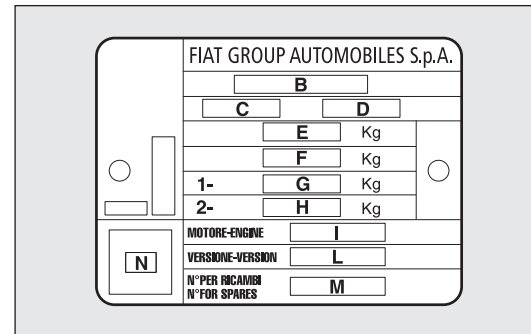 FIAT GROUP AUTOMOBILES S.p.A.
B
C D
E Kg
F Kg
1- G Kg
2- H Kg
MOTORE-ENGINE I
VERSIONE-VERSION L
N
N°PER RICAMBI
N°FOR SPARES M